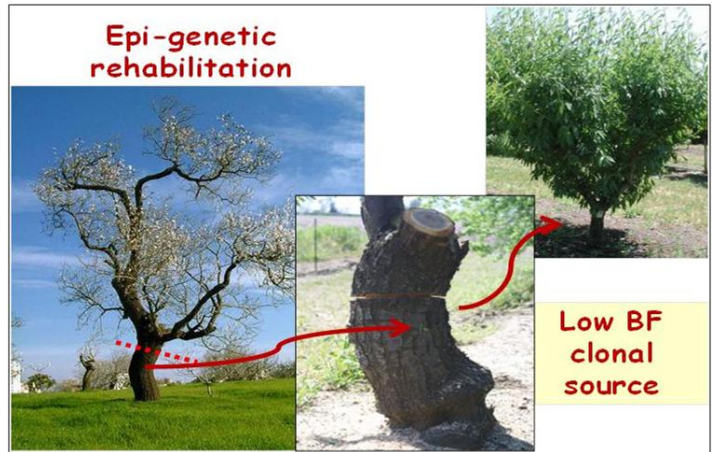 Epi-genetic
rehabilitation
Low BF
clonal
source